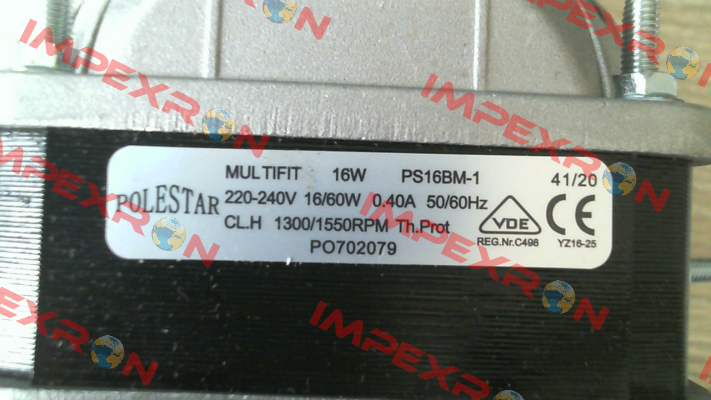 MULTIFIT 16W PS16BM-1 41/20
POLESTAR 220-240V 16/60W 0.40A 50/60Hz
CL.H 1300/1550RPM Th.Prot
PO702079
VDE
REG.Nr.C498
CE
YZ16-25
IMPEXRON
IMPEXRON
IMPEXRON
IMPEXRON
IMPEXRON
IMPEXRON